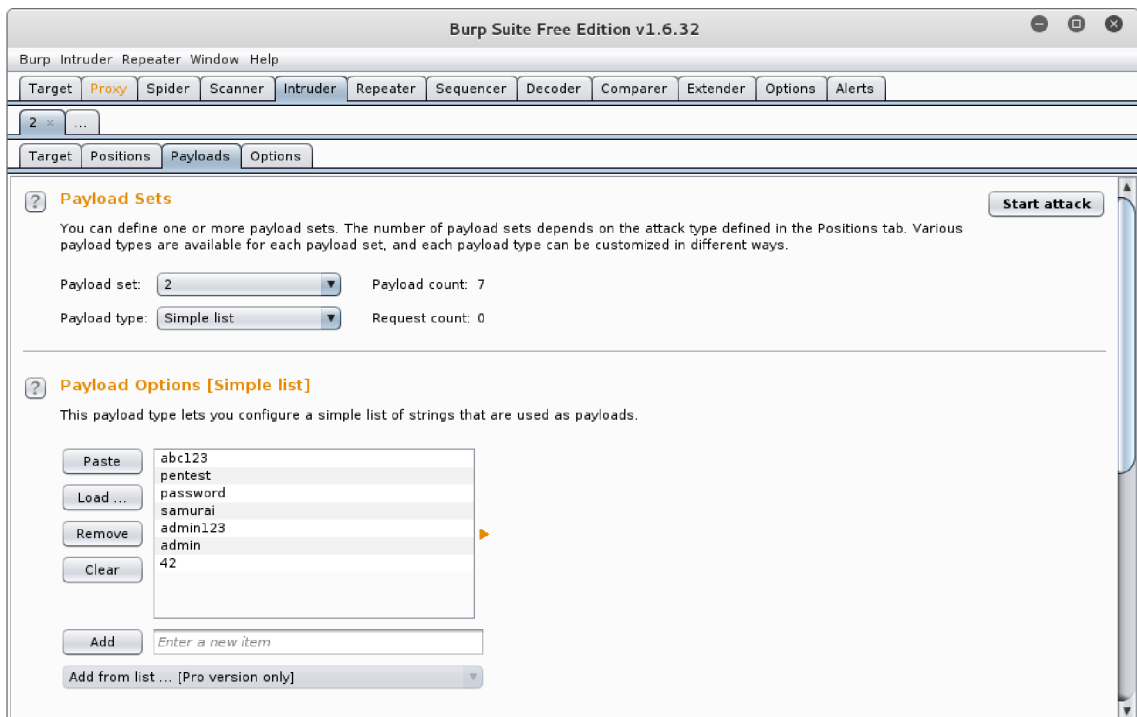 Burp Suite Free Edition v1.6.32
Burp Intruder Repeater Window Help
Target Proxy Spider Scanner Intruder Repeater Sequencer Decoder Comparer Extender Options Alerts
2 × ...
Target Positions Payloads Options
? Payload Sets Start attack
You can define one or more payload sets. The number of payload sets depends on the attack type defined in the Positions tab. Various
payload types are available for each payload set, and each payload type can be customized in different ways.
Payload set: 2 Payload count: 7
Payload type: Simple list Request count: 0
? Payload Options [Simple list]
This payload type lets you configure a simple list of strings that are used as payloads.
Paste
Load ...
Remove
Clear
abc123
pentest
password
samurai
admin123
admin
42
Add Enter a new item
Add from list ... [Pro version only]